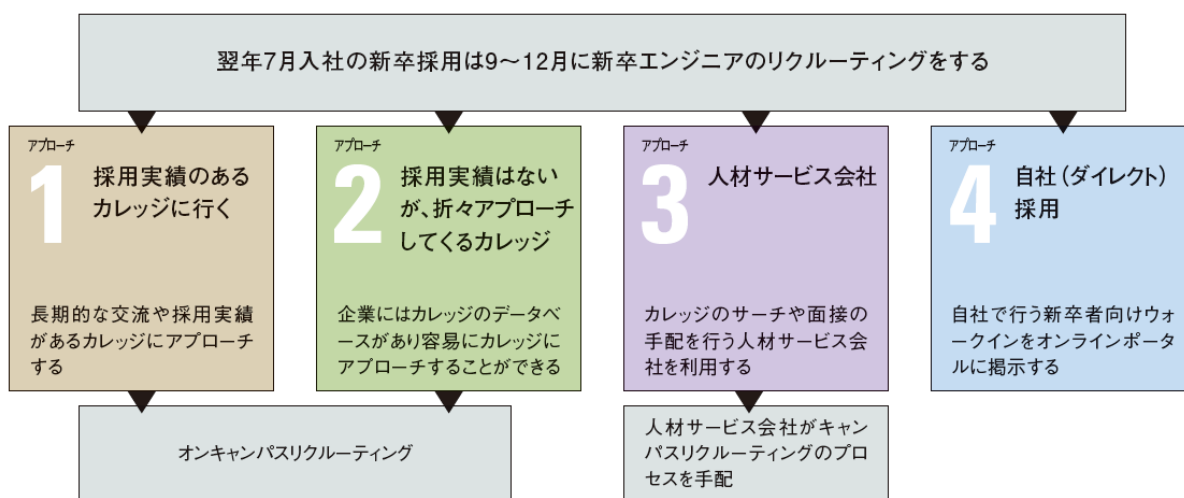 翌年7月入社の新卒採用は9〜12月に新卒エンジニアのリクルーティングをする
アプローチ
1
採用実績のある
カレッジに行く
長期的な交流や採用実績
があるカレッジにアプローチ
する
アプローチ
2
採用実績はない
が、折々アプローチ
してくるカレッジ
企業にはカレッジのデータベ
ースがあり容易にカレッジに
アプローチすることができる
アプローチ
3
人材サービス会社
カレッジのサーチや面接の
手配を行う人材サービス会
社を利用する
アプローチ
4
自社（ダイレクト）
採用
自社で行う新卒者向けウォ
ークインをオンラインポータ
ルに掲示する
オンキャンパスリクルーティング
人材サービス会社がキャン
パスリクルーティングのプロ
セスを手配